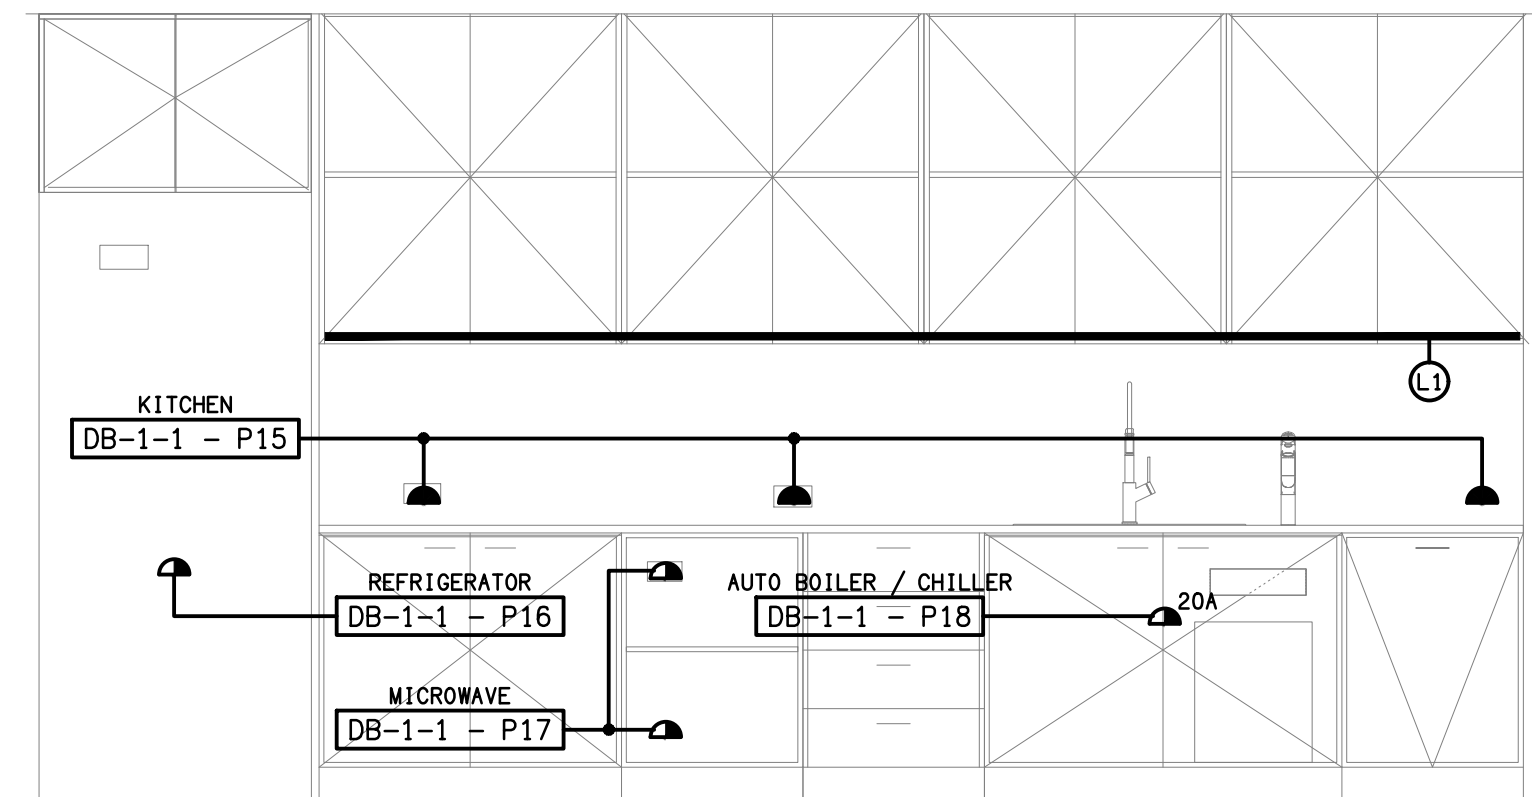 L1
KITCHEN
DB-1-1 - P15
REFRIGERATOR
DB-1-1 - P16
AUTO BOILER / CHILLER
DB-1-1 - P18
20A
MICROWAVE
DB-1-1 - P17